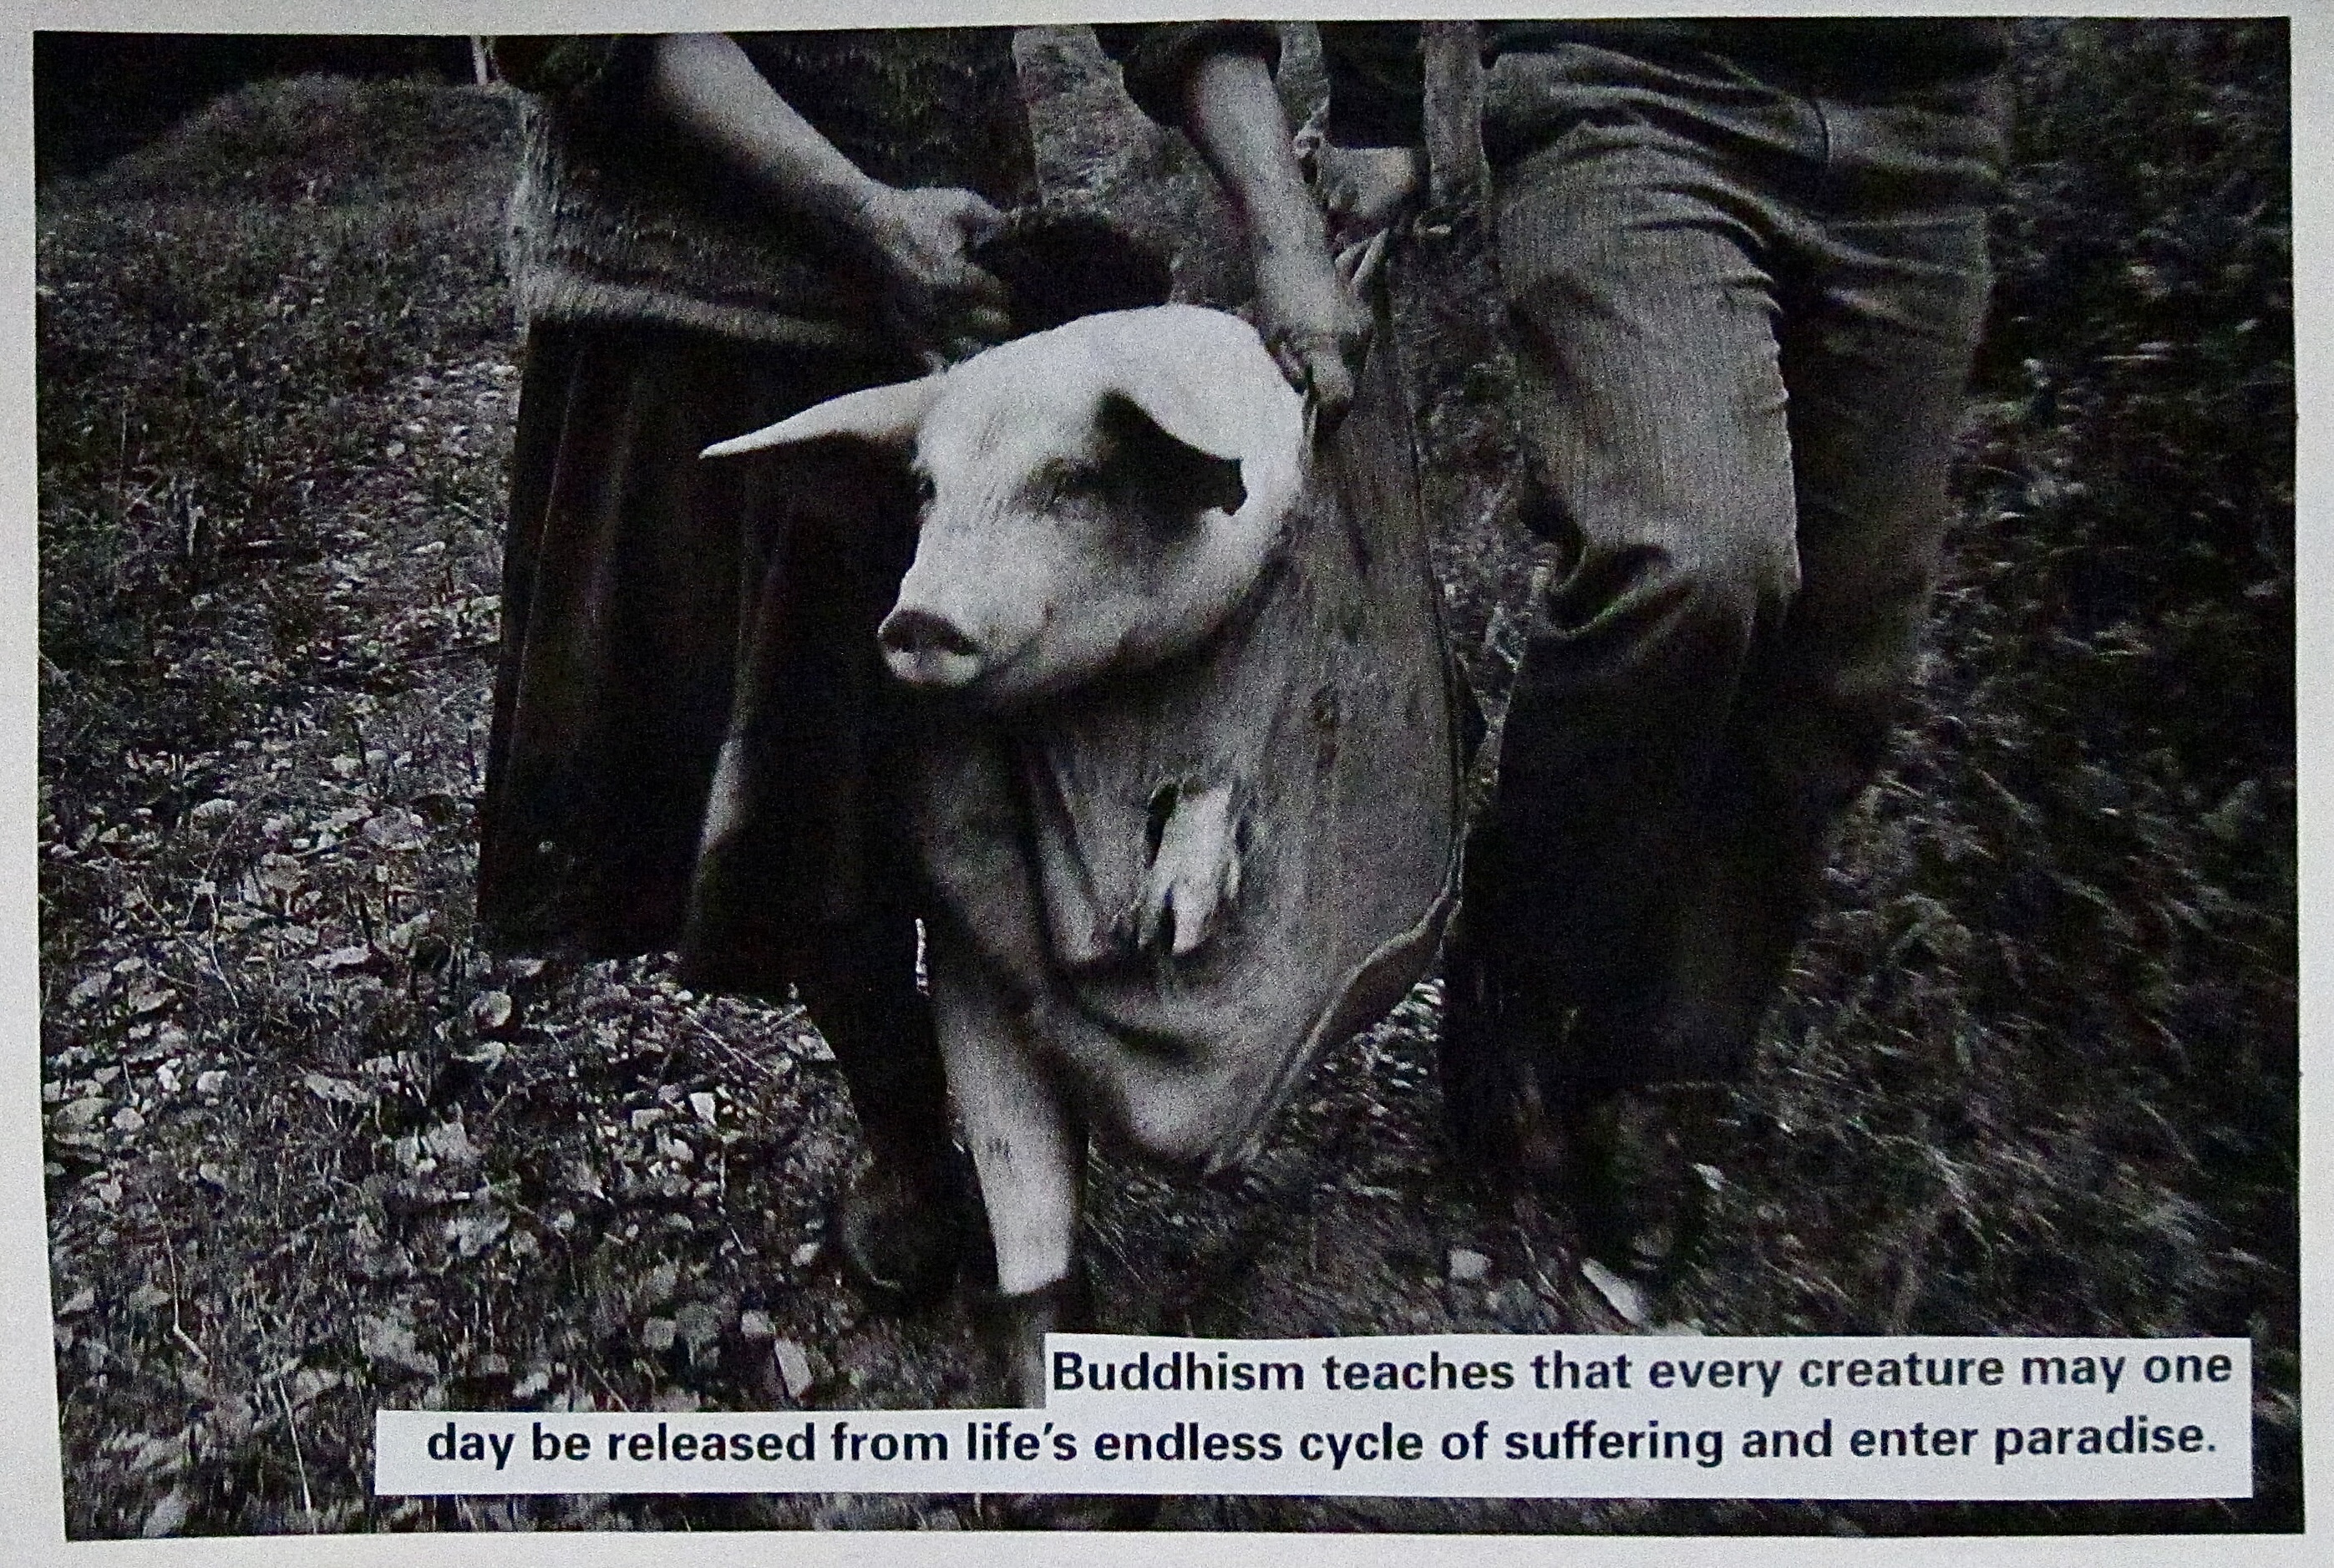 Buddhism teaches that every creature may one
day be released from life's endless cycle of suffering and enter paradise.